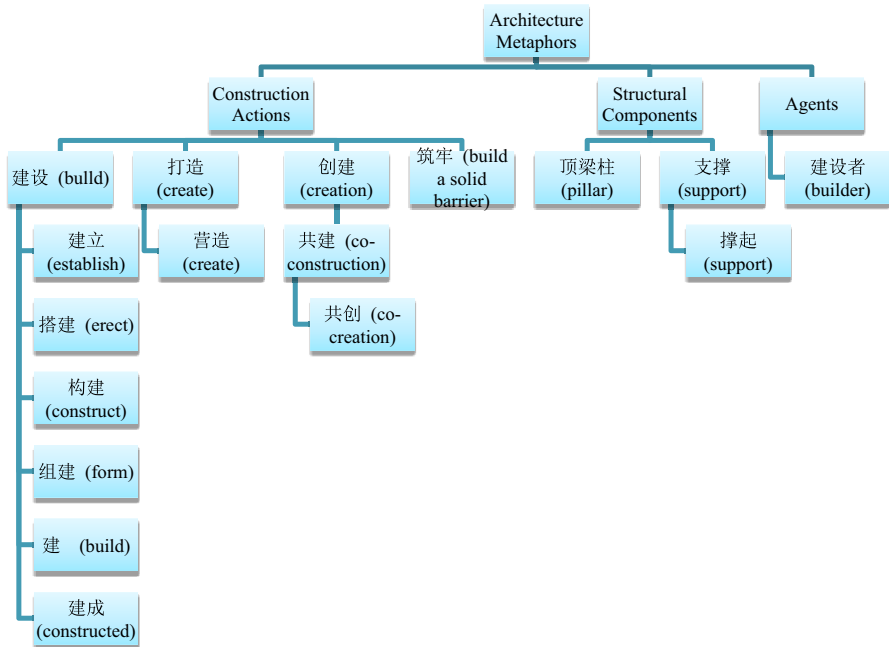 Architecture
Metaphors
Construction
Actions
Structural
Components
Agents
建设 (bulld)
打造
(create)
创建
(creation)
筑牢 (build
a solid
barrier)
顶梁柱
(pillar)
支撑
(support)
建设者
(builder)
建立
(establish)
营造
(create)
共建 (co-
construction)
撑起
(support)
搭建 (erect)
共创 (co-
creation)
构建
(construct)
组建 (form)
建 (build)
建成
(constructed)